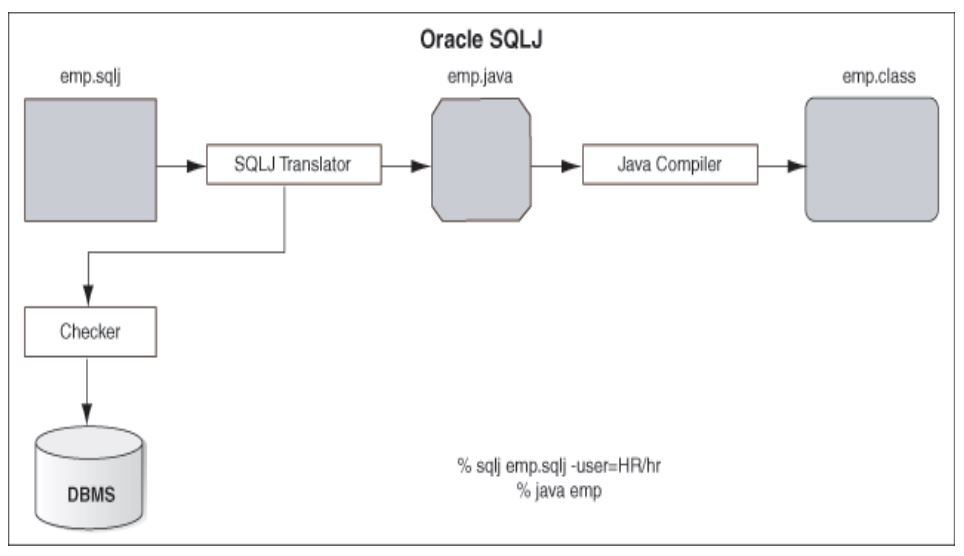 Oracle SQLJ
emp.sqlj
emp.java
emp.class
SQLJ Translator
Java Compiler
Checker
DBMS
% sqlj emp.sqlj -user=HR/hr
% java emp